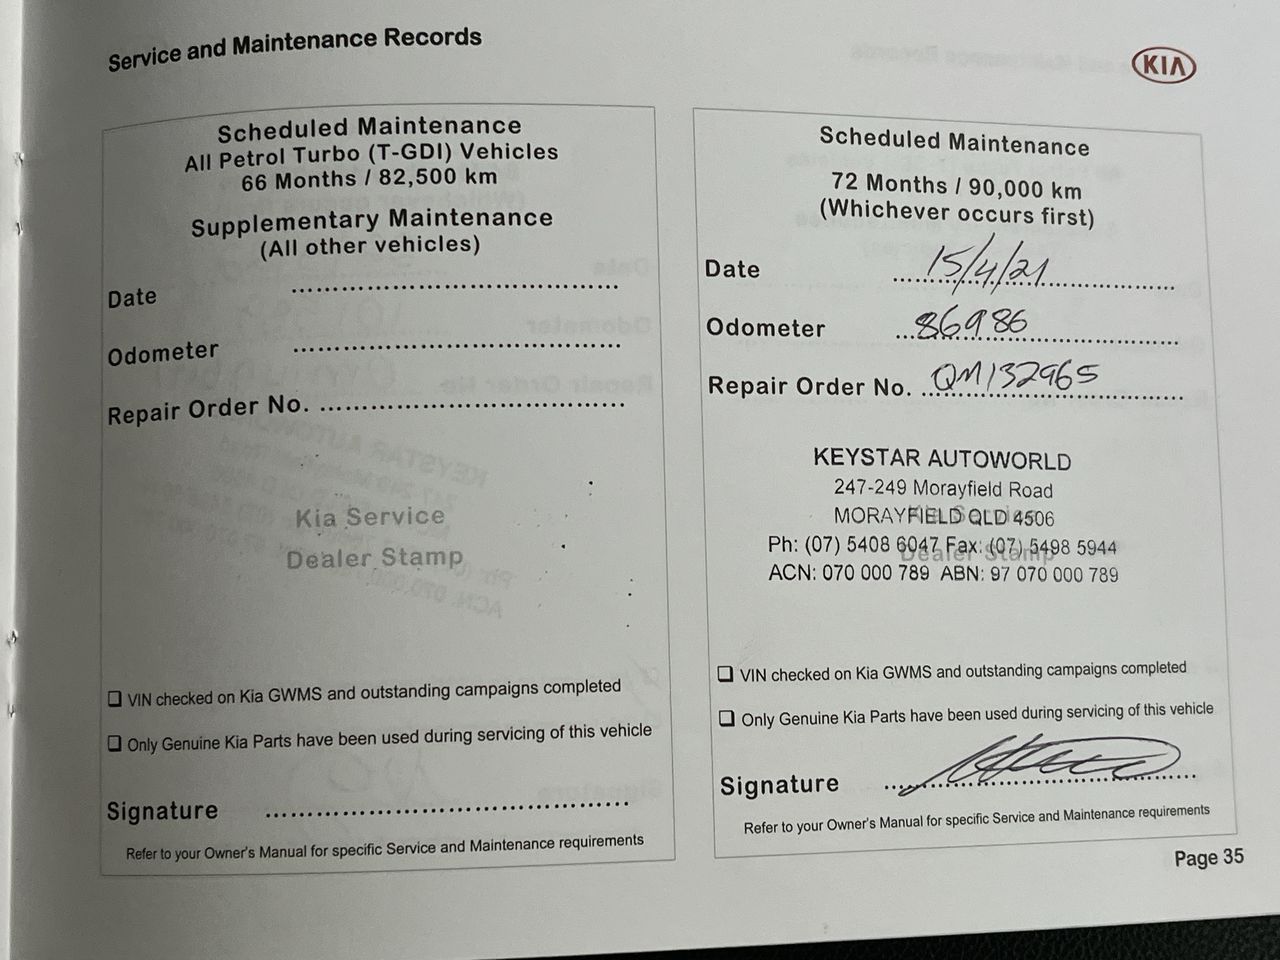 Service and Maintenance Records
KIA
Scheduled Maintenance
All Petrol Turbo (T-GDI) Vehicles
66 Months / 82,500 km
Supplementary Maintenance
(All other vehicles)
Date
Odometer
Repair Order No.
Kia Service
Dealer Stamp
❑ VIN checked on Kia GWMS and outstanding campaigns completed
❑ Only Genuine Kia Parts have been used during servicing of this vehicle
Signature
Refer to your Owner's Manual for specific Service and Maintenance requirements
Scheduled Maintenance
72 Months / 90,000 km
(Whichever occurs first)
Date 15/4/21
Odometer 86986
Repair Order No. QM132965
KEYSTAR AUTOWORLD
247-249 Morayfield Road
MORAYFIELD QLD 4506
Kia Service
Ph: (07) 5408 6047 Fax: (07) 5498 5944
Dealer Stamp
ACN: 070 000 789 ABN: 97 070 000 789
❑ VIN checked on Kia GWMS and outstanding campaigns completed
❑ Only Genuine Kia Parts have been used during servicing of this vehicle
Signature
Refer to your Owner's Manual for specific Service and Maintenance requirements
Page 35